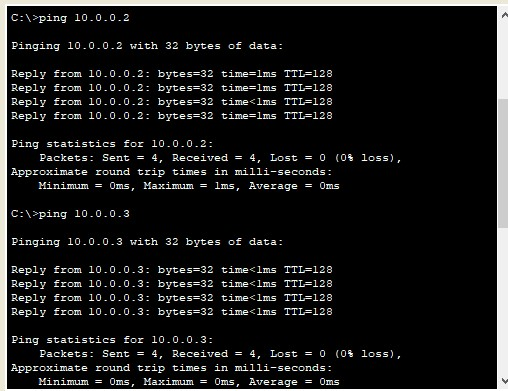 C:\>ping 10.0.0.2
Pinging 10.0.0.2 with 32 bytes of data:
Reply from 10.0.0.2: bytes=32 time=1ms TTL=128
Reply from 10.0.0.2: bytes=32 time=1ms TTL=128
Reply from 10.0.0.2: bytes=32 time<1ms TTL=128
Reply from 10.0.0.2: bytes=32 time=1ms TTL=128
Ping statistics for 10.0.0.2:
Packets: Sent = 4, Received = 4, Lost = 0 (0% loss),
Approximate round trip times in milli-seconds:
Minimum = 0ms, Maximum = 1ms, Average = 0ms
C:\>ping 10.0.0.3
Pinging 10.0.0.3 with 32 bytes of data:
Reply from 10.0.0.3: bytes=32 time<1ms TTL=128
Reply from 10.0.0.3: bytes=32 time<1ms TTL=128
Reply from 10.0.0.3: bytes=32 time<1ms TTL=128
Reply from 10.0.0.3: bytes=32 time<1ms TTL=128
Ping statistics for 10.0.0.3:
Packets: Sent = 4, Received = 4, Lost = 0 (0% loss),
Approximate round trip times in milli-seconds:
Minimum = 0ms, Maximum = 0ms, Average = 0ms